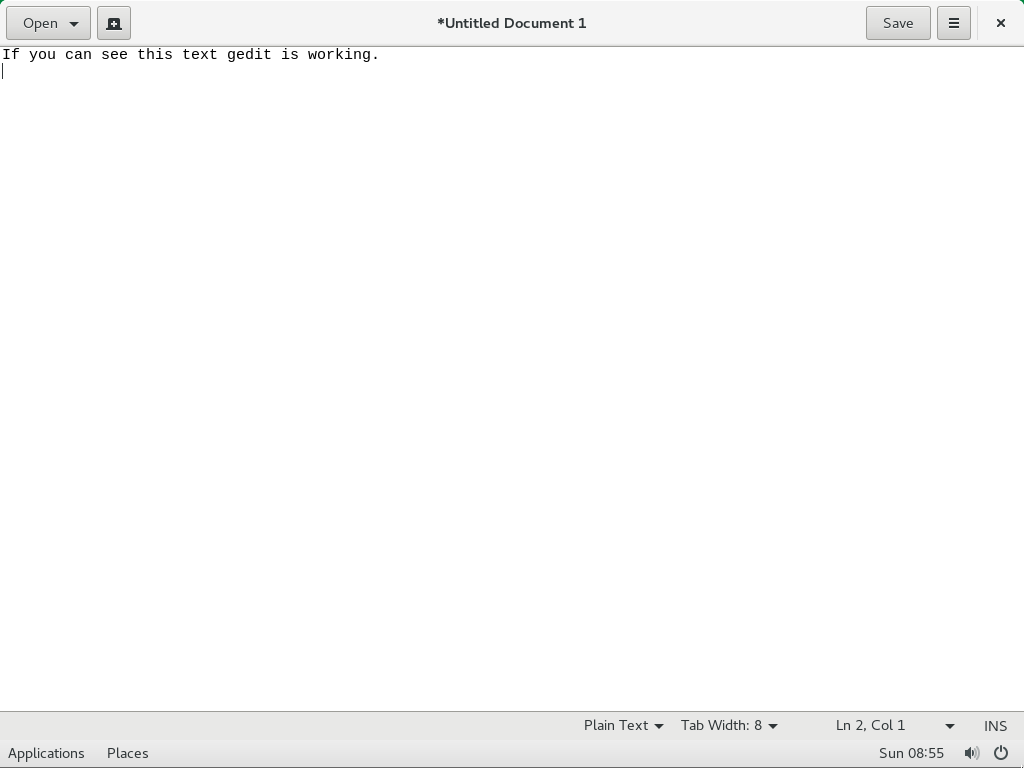 Open
*Untitled Document 1
Save
If you can see this text gedit is working.
Plain Text
Tab Width: 8
Ln 2, Col 1
INS
Applications
Places
Sun 08:55